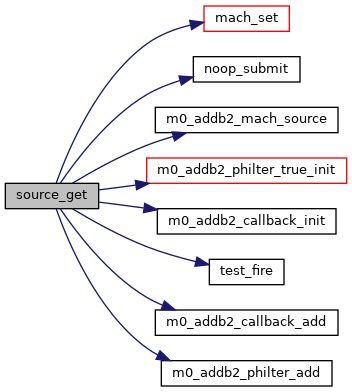 mach_set
noop_submit
m0_addb2_mach_source
m0_addb2_philter_true_init
source_get
m0_addb2_callback_init
test_fire
m0_addb2_callback_add
m0_addb2_philter_add